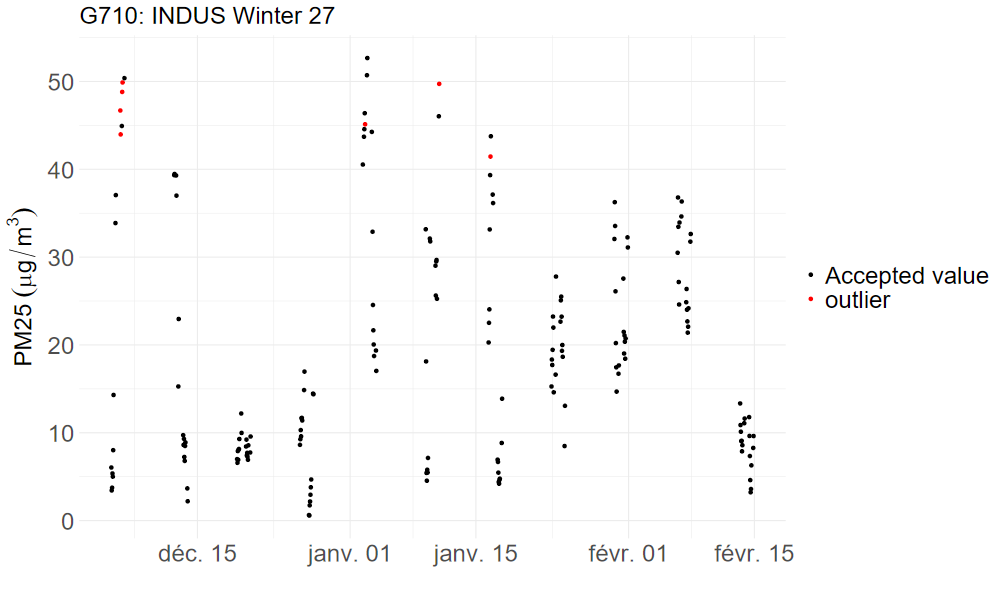 G710: INDUS Winter 27
PM25 (μg/m³)
50
40
30
20
10
0
déc. 15
janv. 01
janv. 15
févr. 01
févr. 15
Accepted value
outlier